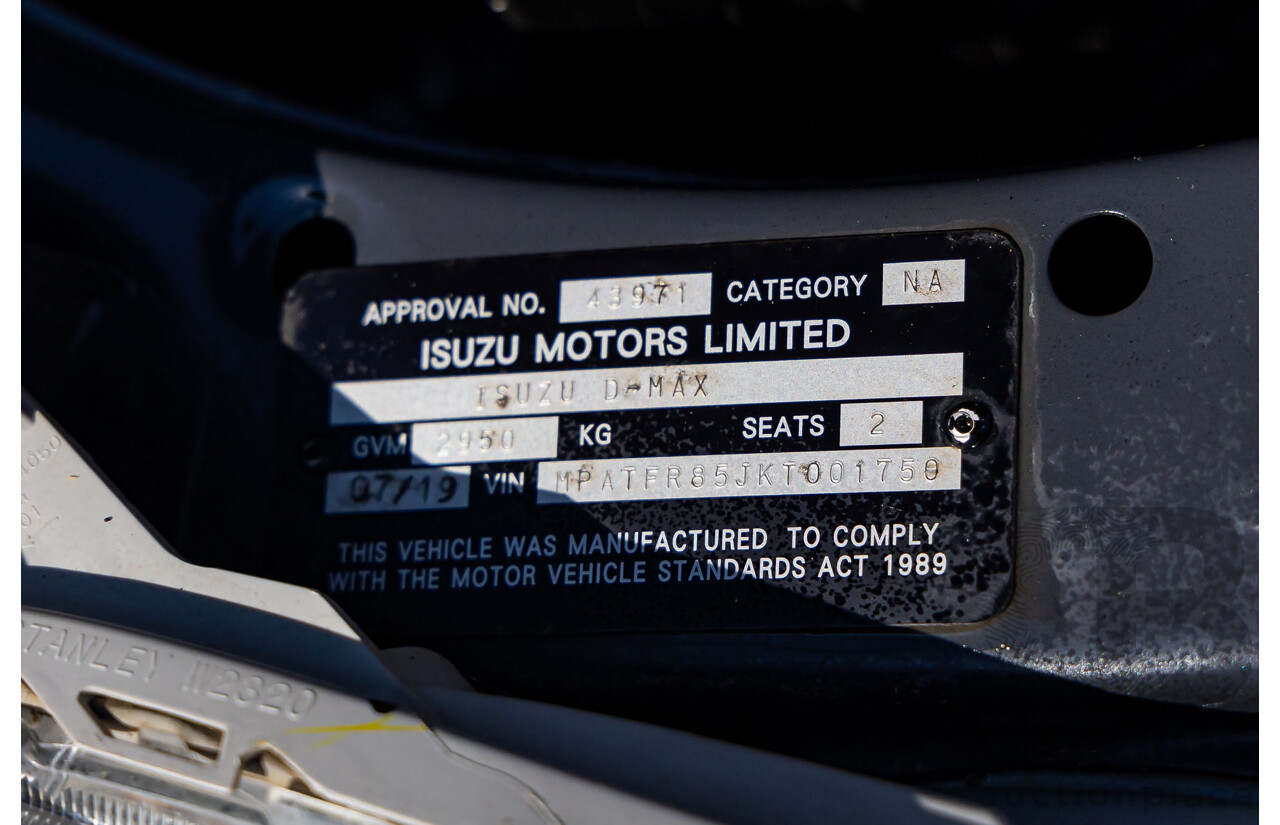 APPROVAL NO. 43971 CATEGORY NA
ISUZU MOTORS LIMITED
ISUZU D-MAX
GVM 2950 KG SEATS 2
07/19 VIN MPATFR85JKT001750
THIS VEHICLE WAS MANUFACTURED TO COMPLY
WITH THE MOTOR VEHICLE STANDARDS ACT 1989
STANLEY W2820